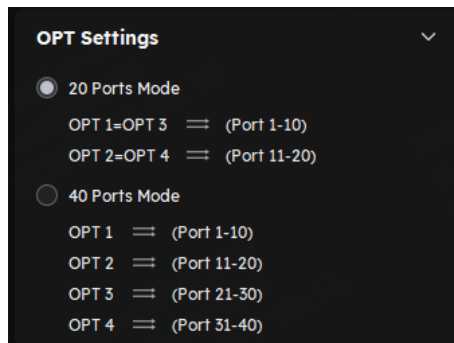 OPT Settings
20 Ports Mode
OPT 1=OPT 3 ⇉ (Port 1-10)
OPT 2=OPT 4 ⇉ (Port 11-20)
40 Ports Mode
OPT 1 ⇉ (Port 1-10)
OPT 2 ⇉ (Port 11-20)
OPT 3 ⇉ (Port 21-30)
OPT 4 ⇉ (Port 31-40)